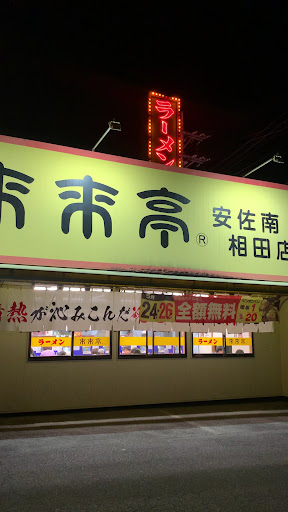 ラーメン
来来亭®
安佐南
相田店
熱が沁みこんだ
24・26
全額無料
20
ラーメン 来来亭
ラーメン 来来亭
ラーメン 来来亭